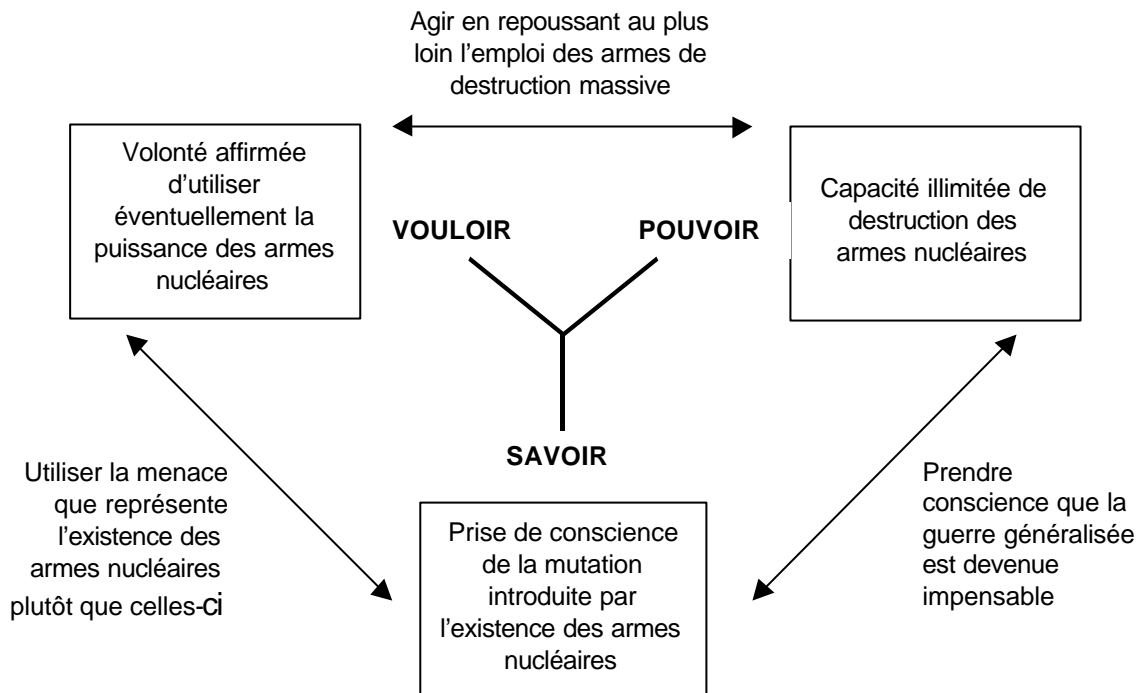 Agir en repoussant au plus
loin l’emploi des armes de
destruction massive
Volonté affirmée
d’utiliser
éventuellement la
puissance des armes
nucléaires
Capacité illimitée de
destruction des
armes nucléaires
VOULOIR
POUVOIR
SAVOIR
Utiliser la menace
que représente
l’existence des
armes nucléaires
plutôt que celles-ci
Prise de conscience
de la mutation
introduite par
l’existence des armes
nucléaires
Prendre
conscience que la
guerre généralisée
est devenue
impensable